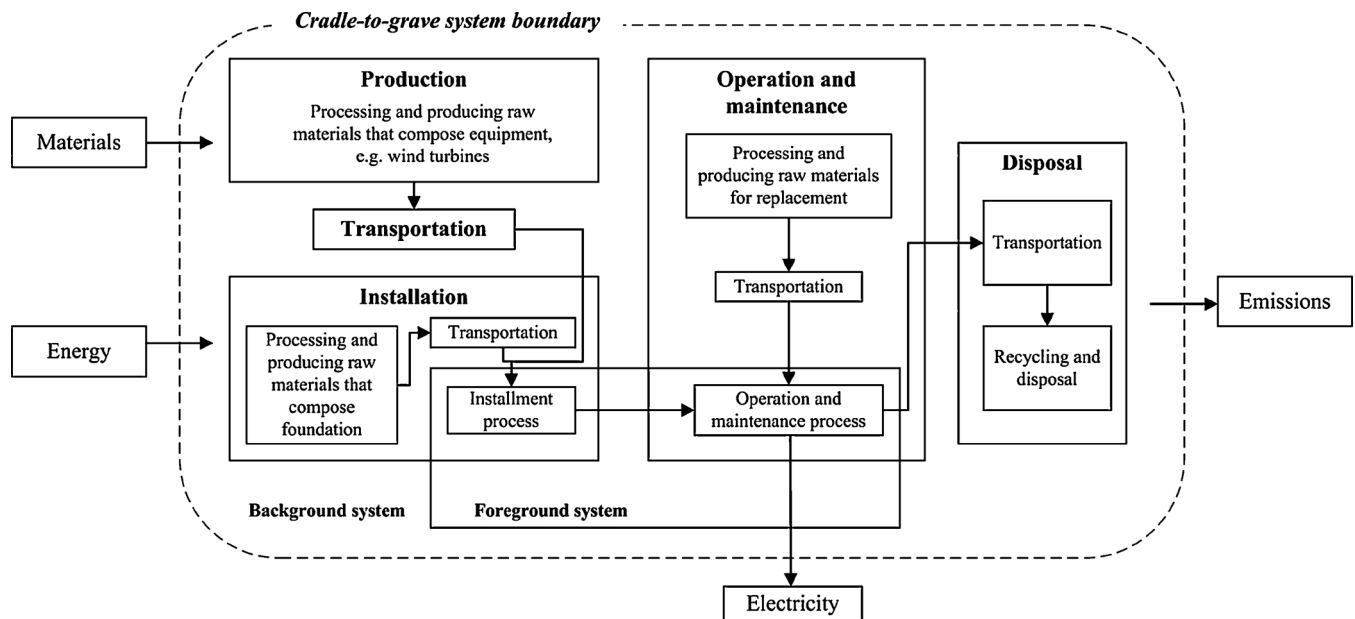 Cradle-to-grave system boundary
Materials
Energy
Production
Processing and producing raw
materials that compose equipment,
e.g. wind turbines
Transportation
Installation
Processing and
producing raw
materials that
compose
foundation
Transportation
Installment
process
Operation and
maintenance
Processing and
producing raw materials
for replacement
Transportation
Operation and
maintenance process
Disposal
Transportation
Recycling and
disposal
Emissions
Background system
Foreground system
Electricity